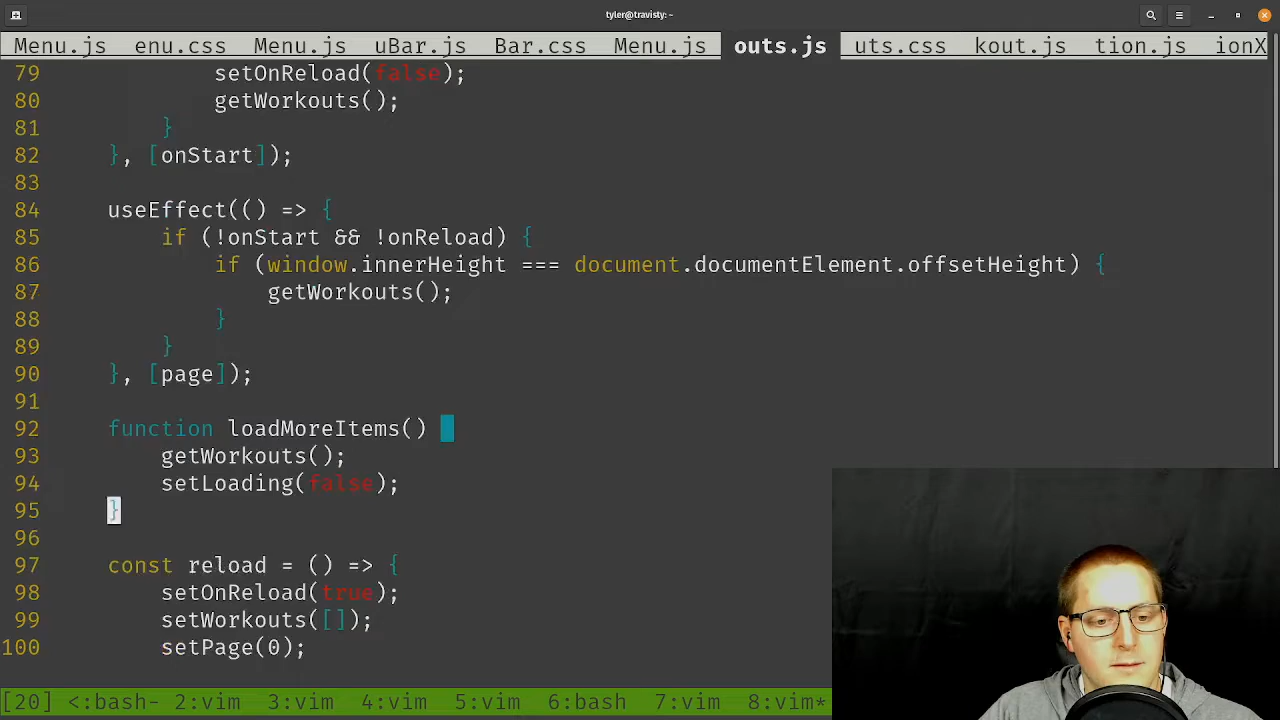 tyler@travisty: ~
Menu.js enu.css Menu.js uBar.js Bar.css Menu.js outs.js uts.css kout.js tion.js ionX
79 setOnReload(false);
80 getWorkouts();
81 }
82 }, [onStart]);
83
84 useEffect(() => {
85 if (!onStart && !onReload) {
86 if (window.innerHeight === document.documentElement.offsetHeight) {
87 getWorkouts();
88 }
89 }
90 }, [page]);
91
92 function loadMoreItems()
93 getWorkouts();
94 setLoading(false);
95 }
96
97 const reload = () => {
98 setOnReload(true);
99 setWorkouts([]);
100 setPage(0);
[20] <:bash- 2:vim 3:vim 4:vim 5:vim 6:bash 7:vim 8:vim*